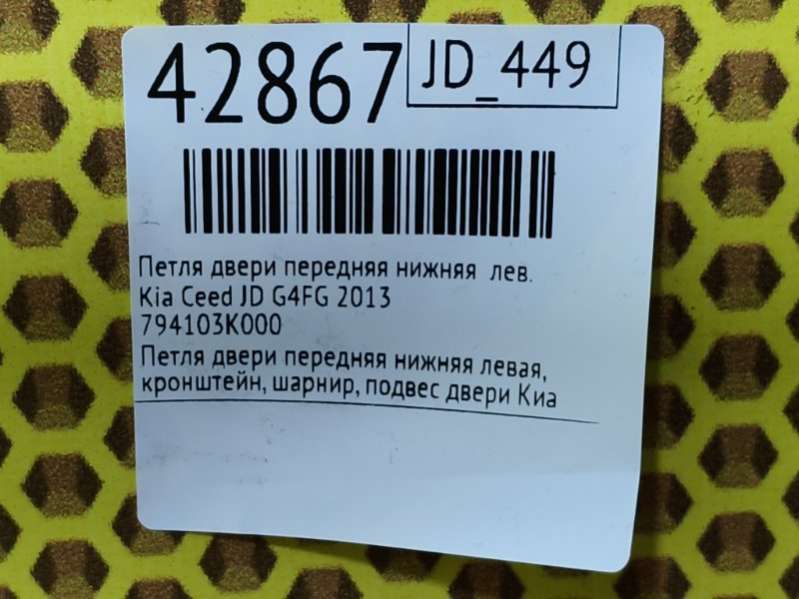 42867
JD_449
Петля двери передняя нижняя лев.
Kia Ceed JD G4FG 2013
794103K000
Петля двери передняя нижняя левая,
кронштейн, шарнир, подвес двери Киа